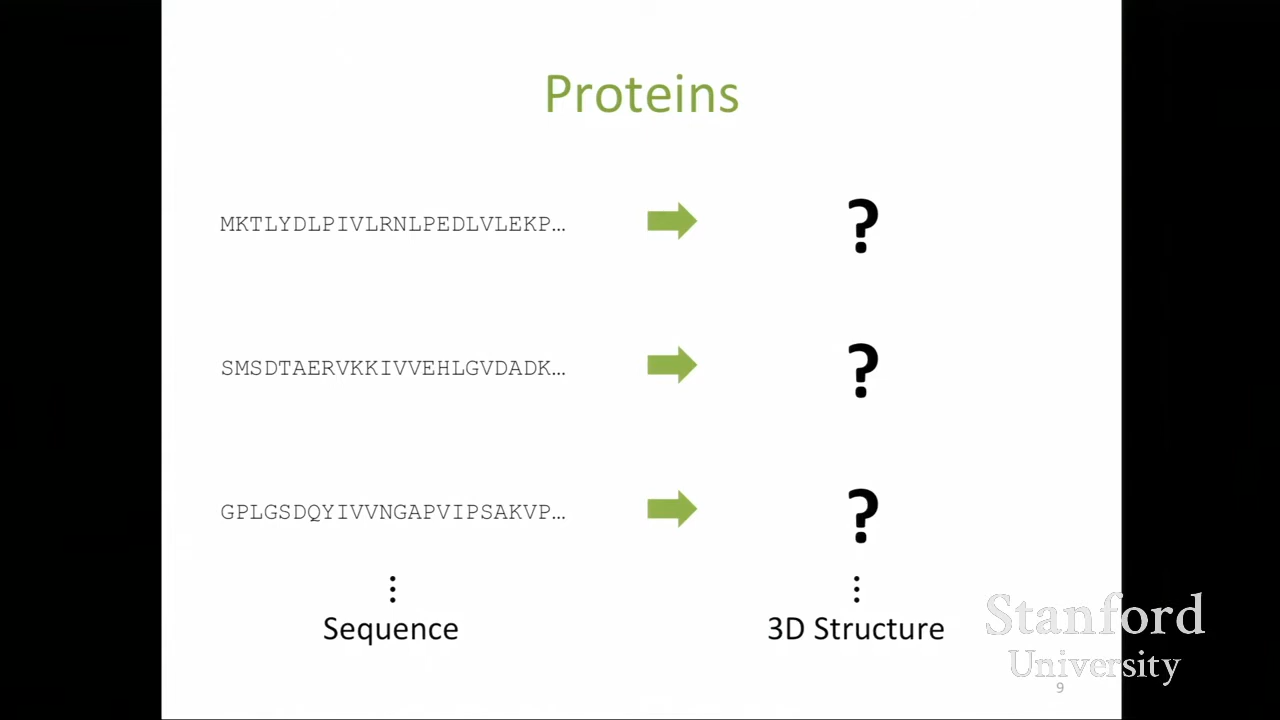 Proteins
MKTLYDLPIVLRNLPEDLVLEKP… ?
SMSDTAERVKKIVVEHLGVDADK… ?
GPLGSDQYIVVNGAPVIPSAKVP… ?
⋮ ⋮
Sequence 3D Structure
Stanford
University
9